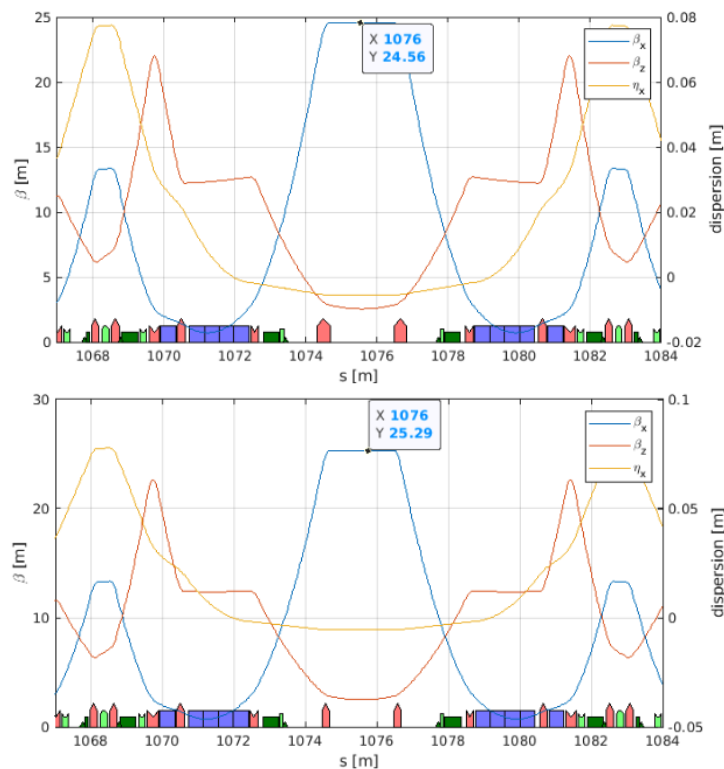 25
20
15
10
5
0
β [m]
0.08
0.06
0.04
0.02
0
-0.02
dispersion [m]
X 1076
Y 24.56
βx
βz
ηx
1068 1070 1072 1074 1076 1078 1080 1082 1084
s [m]
30
20
10
0
β [m]
0.1
0.05
0
-0.05
dispersion [m]
X 1076
Y 25.29
βx
βz
ηx
1068 1070 1072 1074 1076 1078 1080 1082 1084
s [m]